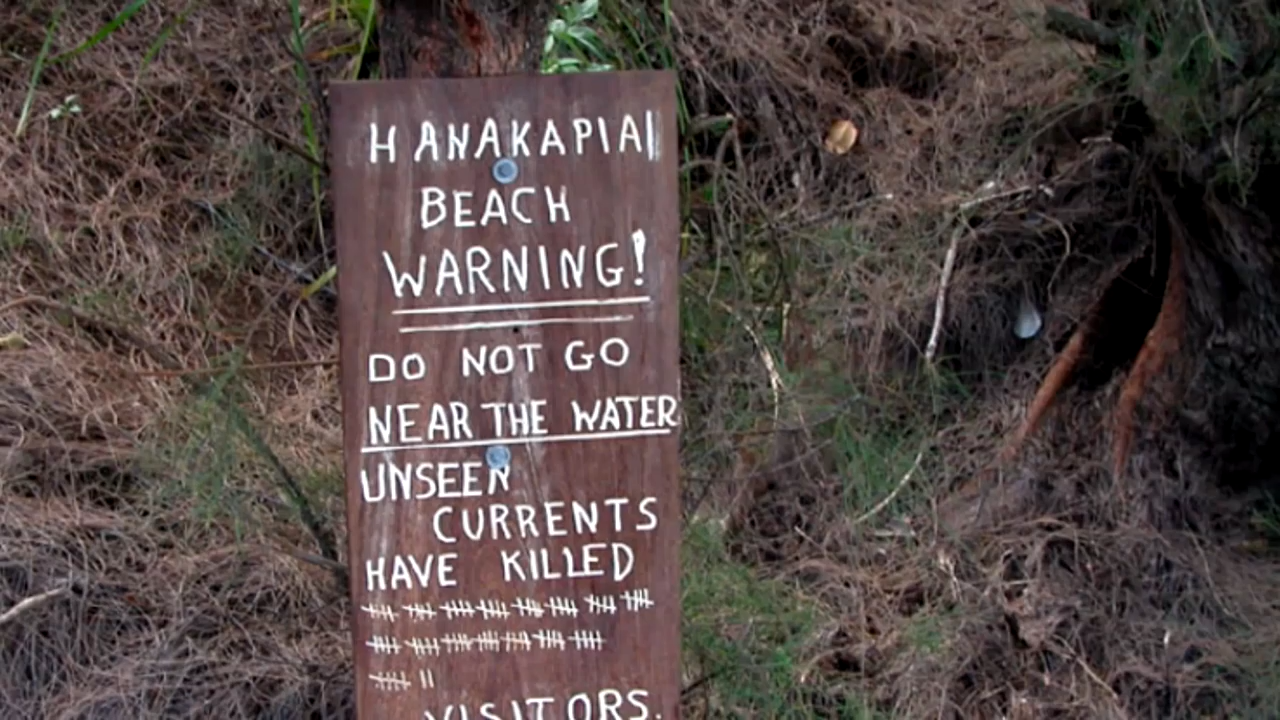 HANAKAPIAI
BEACH
WARNING!
DO NOT GO
NEAR THE WATER
UNSEEN
CURRENTS
HAVE KILLED
VISITORS.